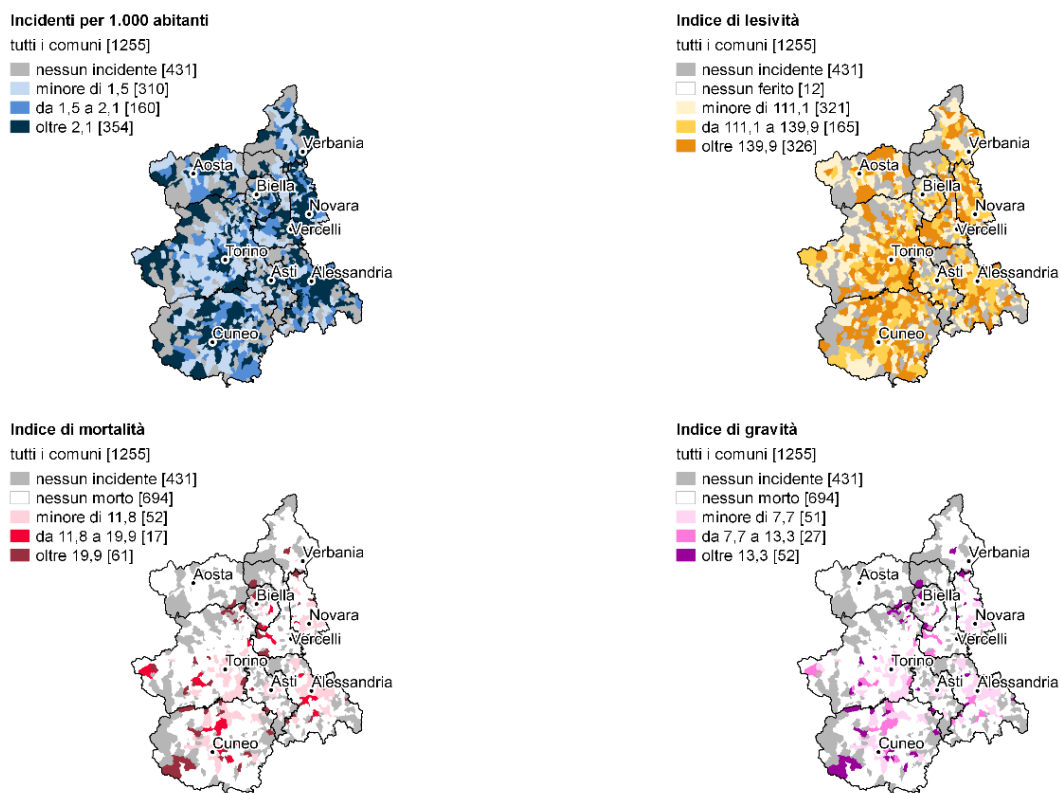 Incidenti per 1.000 abitanti
tutti i comuni [1255]
nessun incidente [431]
minore di 1,5 [310]
da 1,5 a 2,1 [160]
oltre 2,1 [354]
Verbania
Aosta
Biella
Novara
Vercelli
Torino
Asti
Alessandria
Cuneo
Indice di lesività
tutti i comuni [1255]
nessun incidente [431]
nessun ferito [12]
minore di 111,1 [321]
da 111,1 a 139,9 [165]
oltre 139,9 [326]
Verbania
Aosta
Biella
Novara
Vercelli
Torino
Asti
Alessandria
Cuneo
Indice di mortalità
tutti i comuni [1255]
nessun incidente [431]
nessun morto [694]
minore di 11,8 [52]
da 11,8 a 19,9 [17]
oltre 19,9 [61]
Verbania
Aosta
Biella
Novara
Vercelli
Torino
Asti
Alessandria
Cuneo
Indice di gravità
tutti i comuni [1255]
nessun incidente [431]
nessun morto [694]
minore di 7,7 [51]
da 7,7 a 13,3 [27]
oltre 13,3 [52]
Verbania
Aosta
Biella
Novara
Vercelli
Torino
Asti
Alessandria
Cuneo